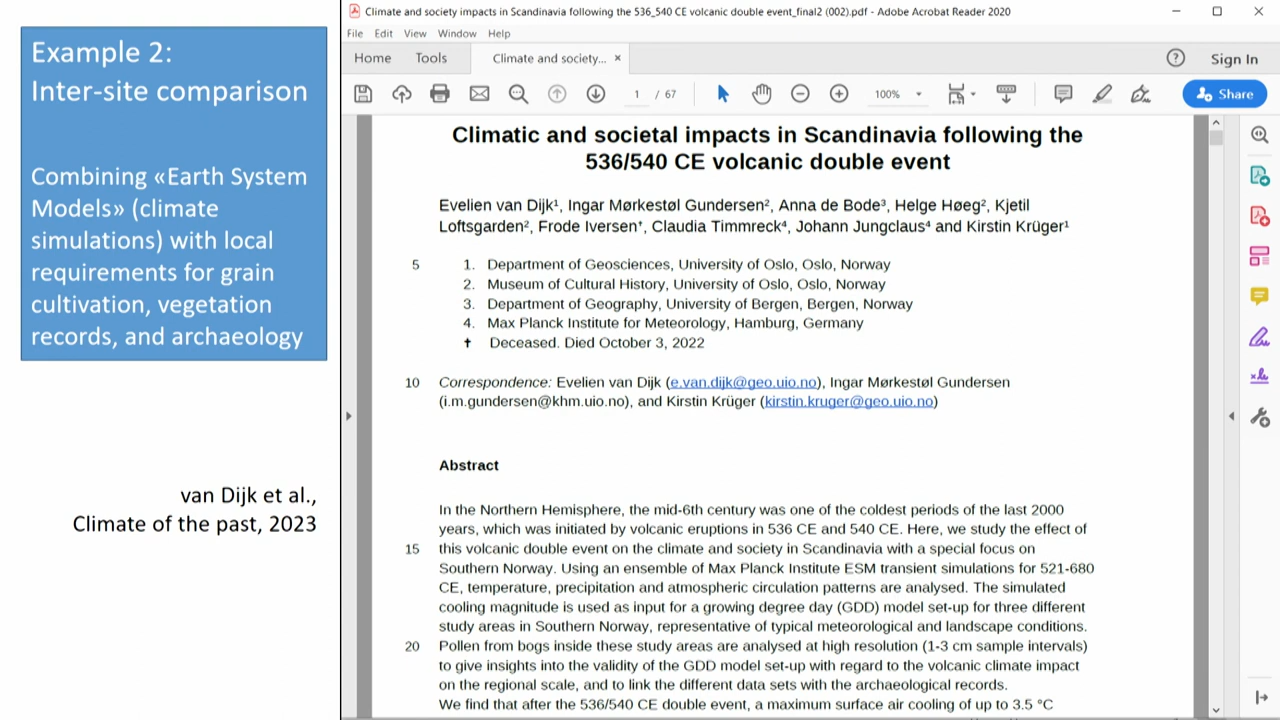 Example 2:
Inter-site comparison
Combining «Earth System
Models» (climate
simulations) with local
requirements for grain
cultivation, vegetation
records, and archaeology
van Dijk et al.,
Climate of the past, 2023
Climate and society impacts in Scandinavia following the 536_540 CE volcanic double event_final2 (002).pdf - Adobe Acrobat Reader 2020
File Edit View Window Help
Home Tools Climate and society... × ? Sign In
1 / 67 100% Share
Climatic and societal impacts in Scandinavia following the
536/540 CE volcanic double event
Evelien van Dijk¹, Ingar Mørkestøl Gundersen², Anna de Bode³, Helge Høeg², Kjetil
Loftsgarden², Frode Iversen⁺, Claudia Timmreck⁴, Johann Jungclaus⁴ and Kirstin Krüger¹
5 1. Department of Geosciences, University of Oslo, Oslo, Norway
2. Museum of Cultural History, University of Oslo, Oslo, Norway
3. Department of Geography, University of Bergen, Bergen, Norway
4. Max Planck Institute for Meteorology, Hamburg, Germany
✝ Deceased. Died October 3, 2022
10 Correspondence: Evelien van Dijk (e.van.dijk@geo.uio.no), Ingar Mørkestøl Gundersen
(i.m.gundersen@khm.uio.no), and Kirstin Krüger (kirstin.kruger@geo.uio.no)
Abstract
In the Northern Hemisphere, the mid-6th century was one of the coldest periods of the last 2000
years, which was initiated by volcanic eruptions in 536 CE and 540 CE. Here, we study the effect of
15 this volcanic double event on the climate and society in Scandinavia with a special focus on
Southern Norway. Using an ensemble of Max Planck Institute ESM transient simulations for 521-680
CE, temperature, precipitation and atmospheric circulation patterns are analysed. The simulated
cooling magnitude is used as input for a growing degree day (GDD) model set-up for three different
study areas in Southern Norway, representative of typical meteorological and landscape conditions.
20 Pollen from bogs inside these study areas are analysed at high resolution (1-3 cm sample intervals)
to give insights into the validity of the GDD model set-up with regard to the volcanic climate impact
on the regional scale, and to link the different data sets with the archaeological records.
We find that after the 536/540 CE double event, a maximum surface air cooling of up to 3.5 °C